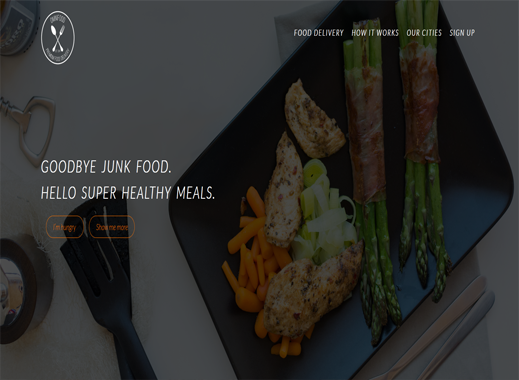 FOOD DELIVERY HOW IT WORKS OUR CITIES SIGN UP
GOODBYE JUNK FOOD.
HELLO SUPER HEALTHY MEALS.
I'm hungry Show me more